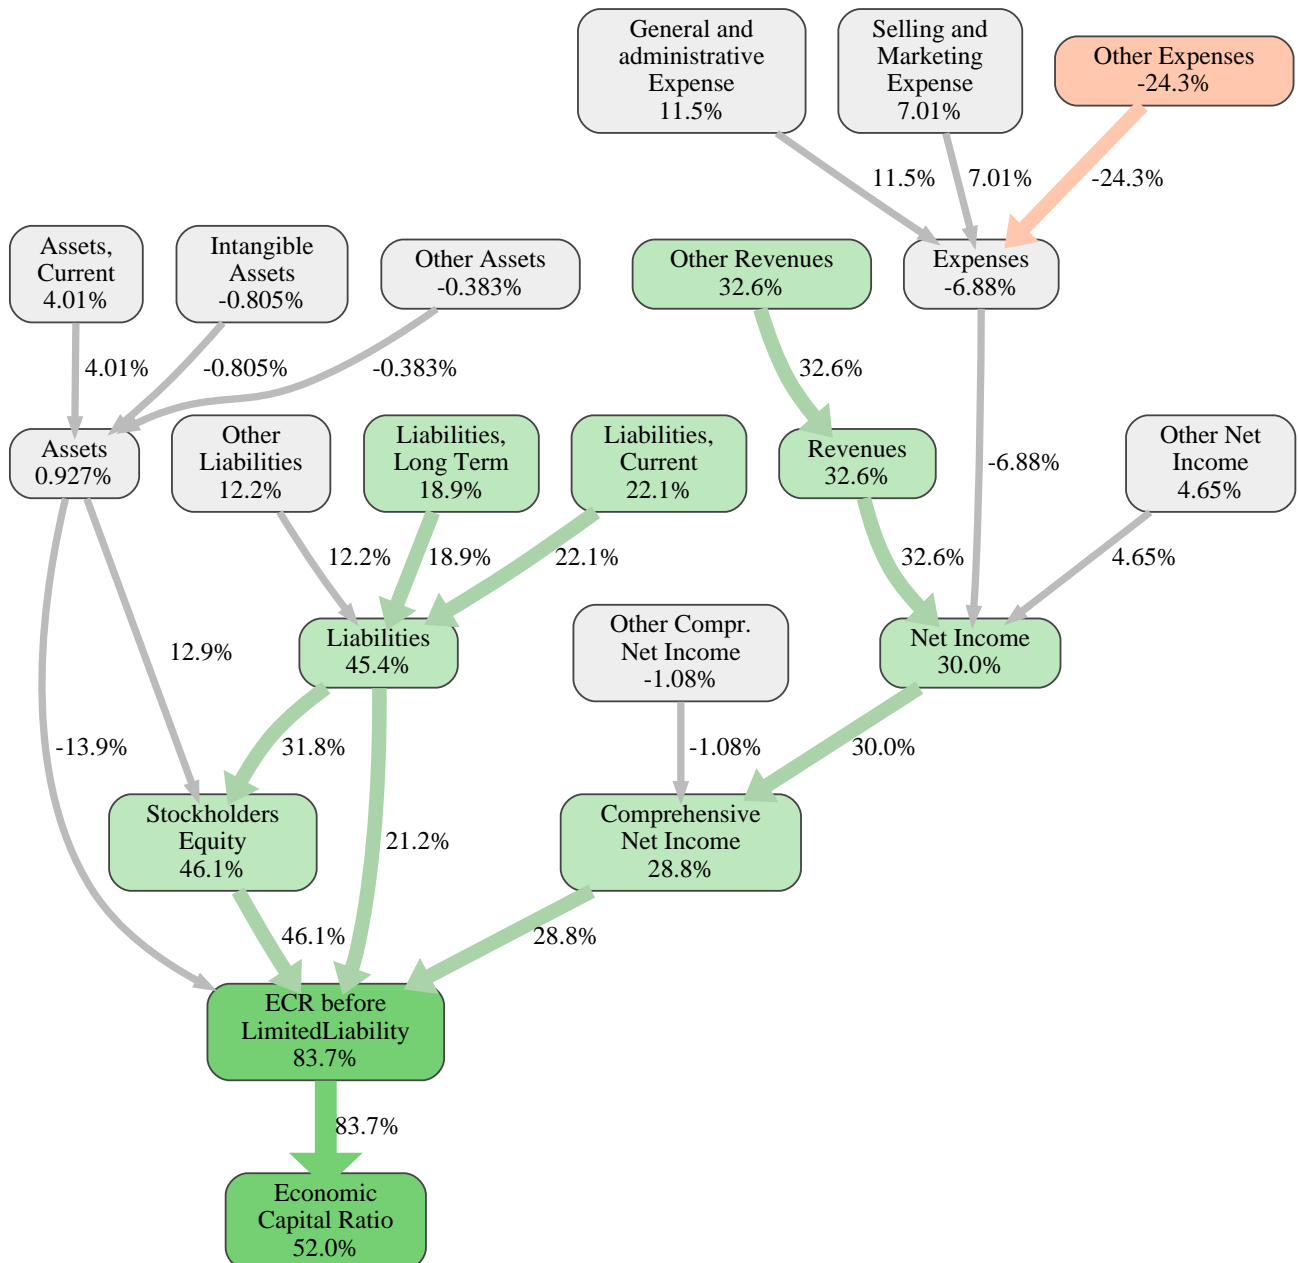 General and
administrative
Expense
11.5%
Selling and
Marketing
Expense
7.01%
Other Expenses
-24.3%
11.5%
7.01%
-24.3%
Assets,
Current
4.01%
Intangible
Assets
-0.805%
Other Assets
-0.383%
Other Revenues
32.6%
Expenses
-6.88%
4.01%
-0.805%
-0.383%
32.6%
Assets
0.927%
Other
Liabilities
12.2%
Liabilities,
Long Term
18.9%
Liabilities,
Current
22.1%
Revenues
32.6%
-6.88%
Other Net
Income
4.65%
12.2%
18.9%
22.1%
32.6%
4.65%
Liabilities
45.4%
Other Compr.
Net Income
-1.08%
Net Income
30.0%
12.9%
-13.9%
31.8%
-1.08%
30.0%
Stockholders
Equity
46.1%
21.2%
Comprehensive
Net Income
28.8%
46.1%
28.8%
ECR before
LimitedLiability
83.7%
83.7%
Economic
Capital Ratio
52.0%